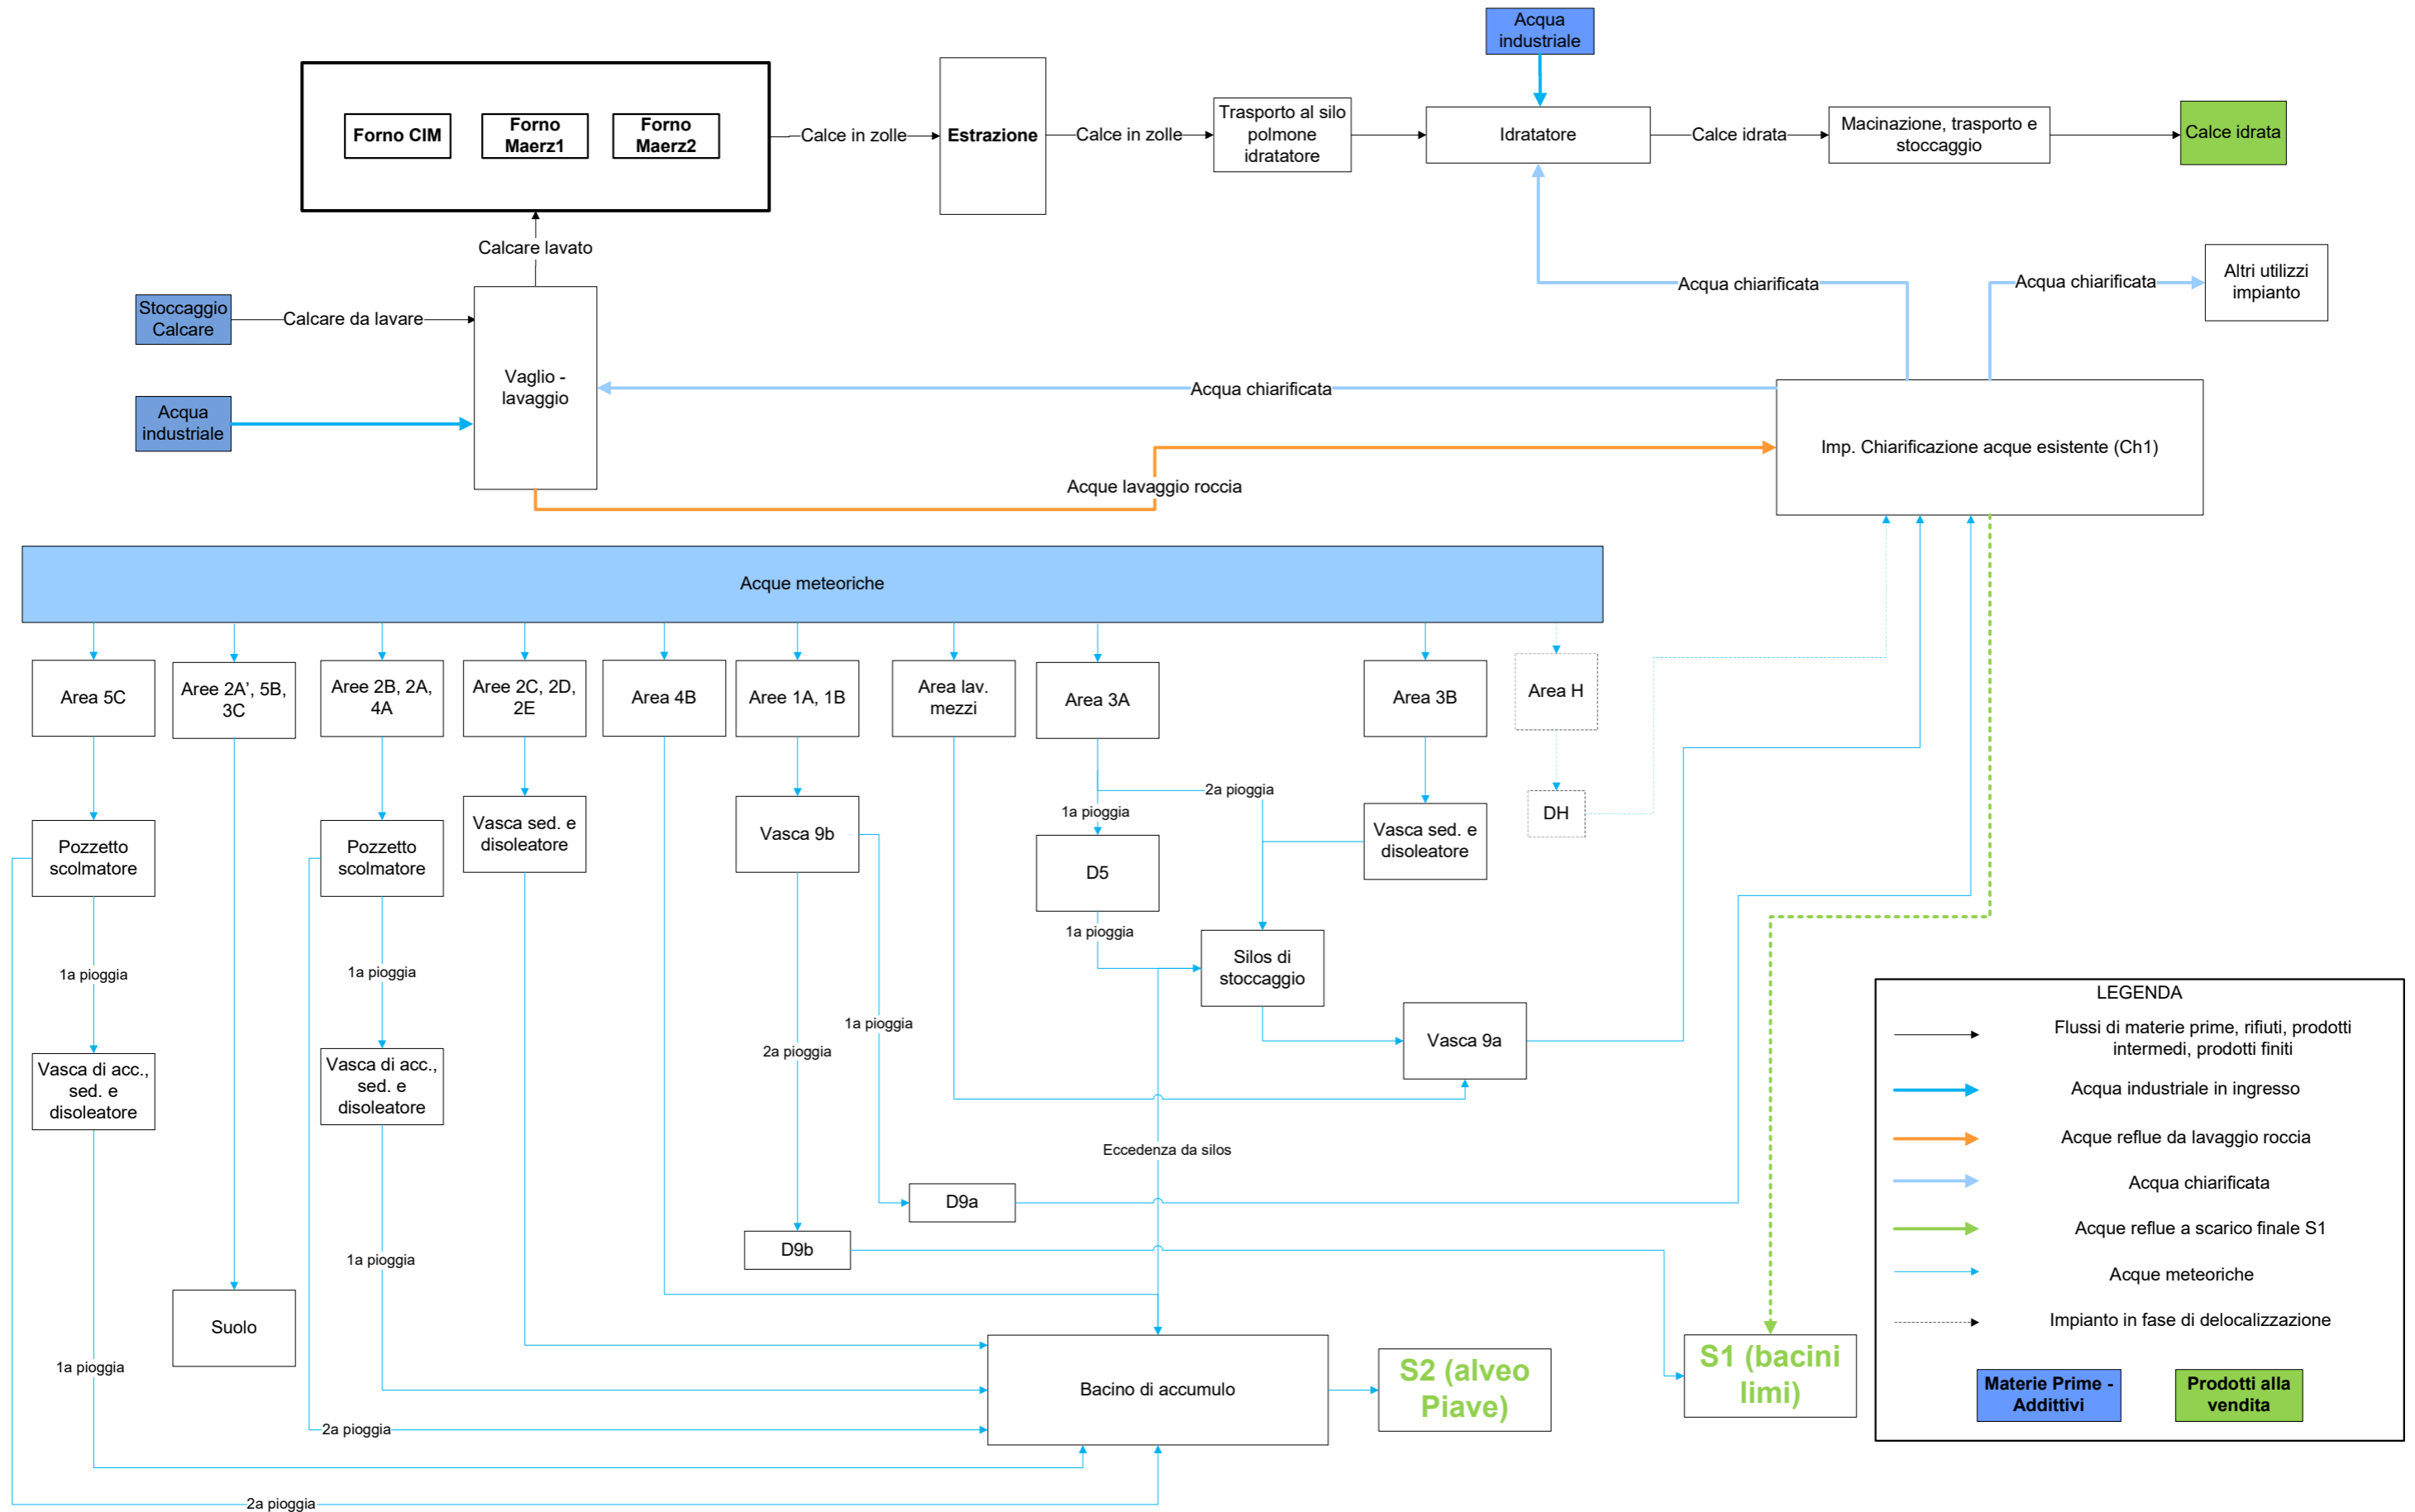 Acqua
industriale
Forno CIM
Forno
Maerz1
Forno
Maerz2
Calce in zolle
Estrazione
Calce in zolle
Trasporto al silo
polmone
idratatore
Idratatore
Calce idrata
Macinazione, trasporto e
stoccaggio
Calce idrata
Calcare lavato
Stoccaggio
Calcare
Calcare da lavare
Acqua chiarificata
Acqua chiarificata
Altri utilizzi
impianto
Vaglio -
lavaggio
Acqua chiarificata
Acqua
industriale
Imp. Chiarificazione acque esistente (Ch1)
Acque lavaggio roccia
Acque meteoriche
Area 5C
Aree 2A’, 5B,
3C
Aree 2B, 2A,
4A
Aree 2C, 2D,
2E
Area 4B
Aree 1A, 1B
Area lav.
mezzi
Area 3A
Area 3B
Area H
2a pioggia
1a pioggia
DH
Pozzetto
scolmatore
Pozzetto
scolmatore
Vasca sed. e
disoleatore
Vasca 9b
D5
Vasca sed. e
disoleatore
1a pioggia
1a pioggia
1a pioggia
Silos di
stoccaggio
1a pioggia
2a pioggia
Vasca 9a
Vasca di acc.,
sed. e
disoleatore
Vasca di acc.,
sed. e
disoleatore
Eccedenza da silos
D9a
D9b
1a pioggia
Suolo
1a pioggia
2a pioggia
Bacino di accumulo
S2 (alveo
Piave)
S1 (bacini
limi)
2a pioggia
LEGENDA
Flussi di materie prime, rifiuti, prodotti
intermedi, prodotti finiti
Acqua industriale in ingresso
Acque reflue da lavaggio roccia
Acqua chiarificata
Acque reflue a scarico finale S1
Acque meteoriche
Impianto in fase di delocalizzazione
Materie Prime -
Addittivi
Prodotti alla
vendita